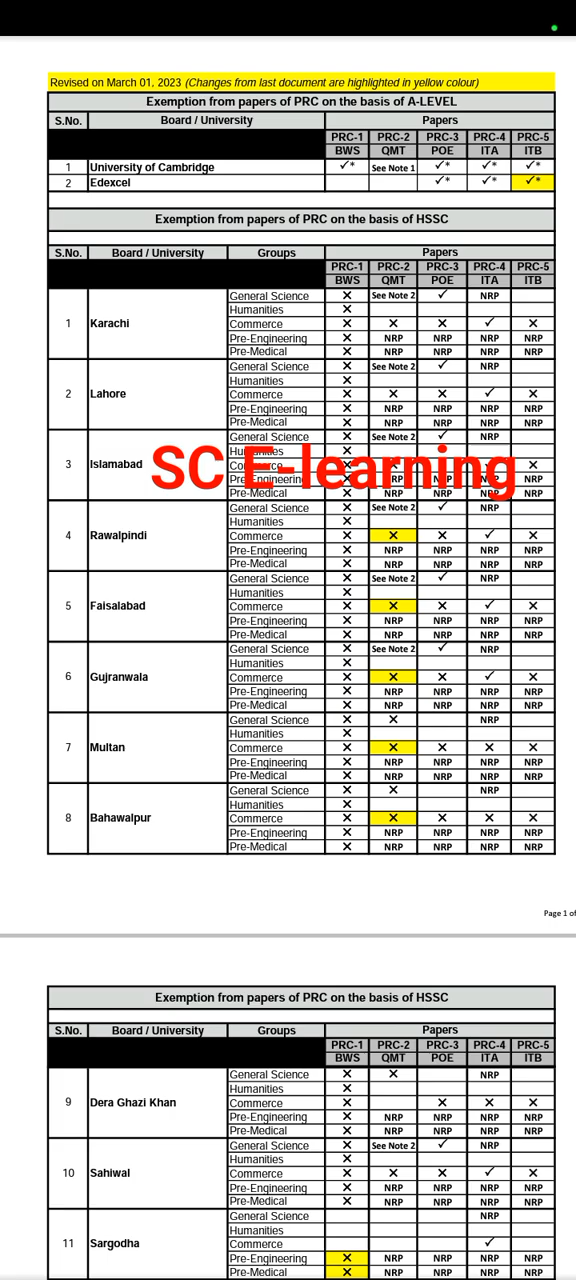 Revised on March 01, 2023 (Changes from last document are highlighted in yellow colour)
Exemption from papers of PRC on the basis of A-LEVEL
S.No. Board / University Papers
PRC-1 PRC-2 PRC-3 PRC-4 PRC-5
BWS QMT POE ITA ITB
1 University of Cambridge ✓* See Note 1 ✓* ✓* ✓*
2 Edexcel ✓* ✓* ✓*
Exemption from papers of PRC on the basis of HSSC
S.No. Board / University Groups Papers
PRC-1 PRC-2 PRC-3 PRC-4 PRC-5
BWS QMT POE ITA ITB
General Science × See Note 2 ✓ NRP
Humanities ×
1 Karachi Commerce × × × ✓ ×
Pre-Engineering × NRP NRP NRP NRP
Pre-Medical × NRP NRP NRP NRP
General Science × See Note 2 ✓ NRP
Humanities ×
2 Lahore Commerce × × × ✓ ×
Pre-Engineering × NRP NRP NRP NRP
Pre-Medical × NRP NRP NRP NRP
General Science × See Note 2 ✓ NRP
Humanities ×
3 Islamabad Commerce ×
SC E-learning
Pre-Engineering × NRP NRP NRP NRP
Pre-Medical × NRP NRP NRP NRP
General Science × See Note 2 ✓ NRP
Humanities ×
4 Rawalpindi Commerce × × × ✓ ×
Pre-Engineering × NRP NRP NRP NRP
Pre-Medical × NRP NRP NRP NRP
General Science × See Note 2 ✓ NRP
Humanities ×
5 Faisalabad Commerce × × × ✓ ×
Pre-Engineering × NRP NRP NRP NRP
Pre-Medical × NRP NRP NRP NRP
General Science × See Note 2 ✓ NRP
Humanities ×
6 Gujranwala Commerce × × × ✓ ×
Pre-Engineering × NRP NRP NRP NRP
Pre-Medical × NRP NRP NRP NRP
General Science × × NRP
Humanities ×
7 Multan Commerce × × × × ×
Pre-Engineering × NRP NRP NRP NRP
Pre-Medical × NRP NRP NRP NRP
General Science × × NRP
Humanities ×
8 Bahawalpur Commerce × × × × ×
Pre-Engineering × NRP NRP NRP NRP
Pre-Medical × NRP NRP NRP NRP
Page 1 of
Exemption from papers of PRC on the basis of HSSC
S.No. Board / University Groups Papers
PRC-1 PRC-2 PRC-3 PRC-4 PRC-5
BWS QMT POE ITA ITB
General Science × × NRP
Humanities ×
9 Dera Ghazi Khan Commerce × × × ×
Pre-Engineering × NRP NRP NRP NRP
Pre-Medical × NRP NRP NRP NRP
General Science × See Note 2 ✓ NRP
Humanities ×
10 Sahiwal Commerce × × × ✓ ×
Pre-Engineering × NRP NRP NRP NRP
Pre-Medical × NRP NRP NRP NRP
General Science NRP
Humanities
11 Sargodha Commerce ✓
Pre-Engineering × NRP NRP NRP NRP
Pre-Medical × NRP NRP NRP NRP